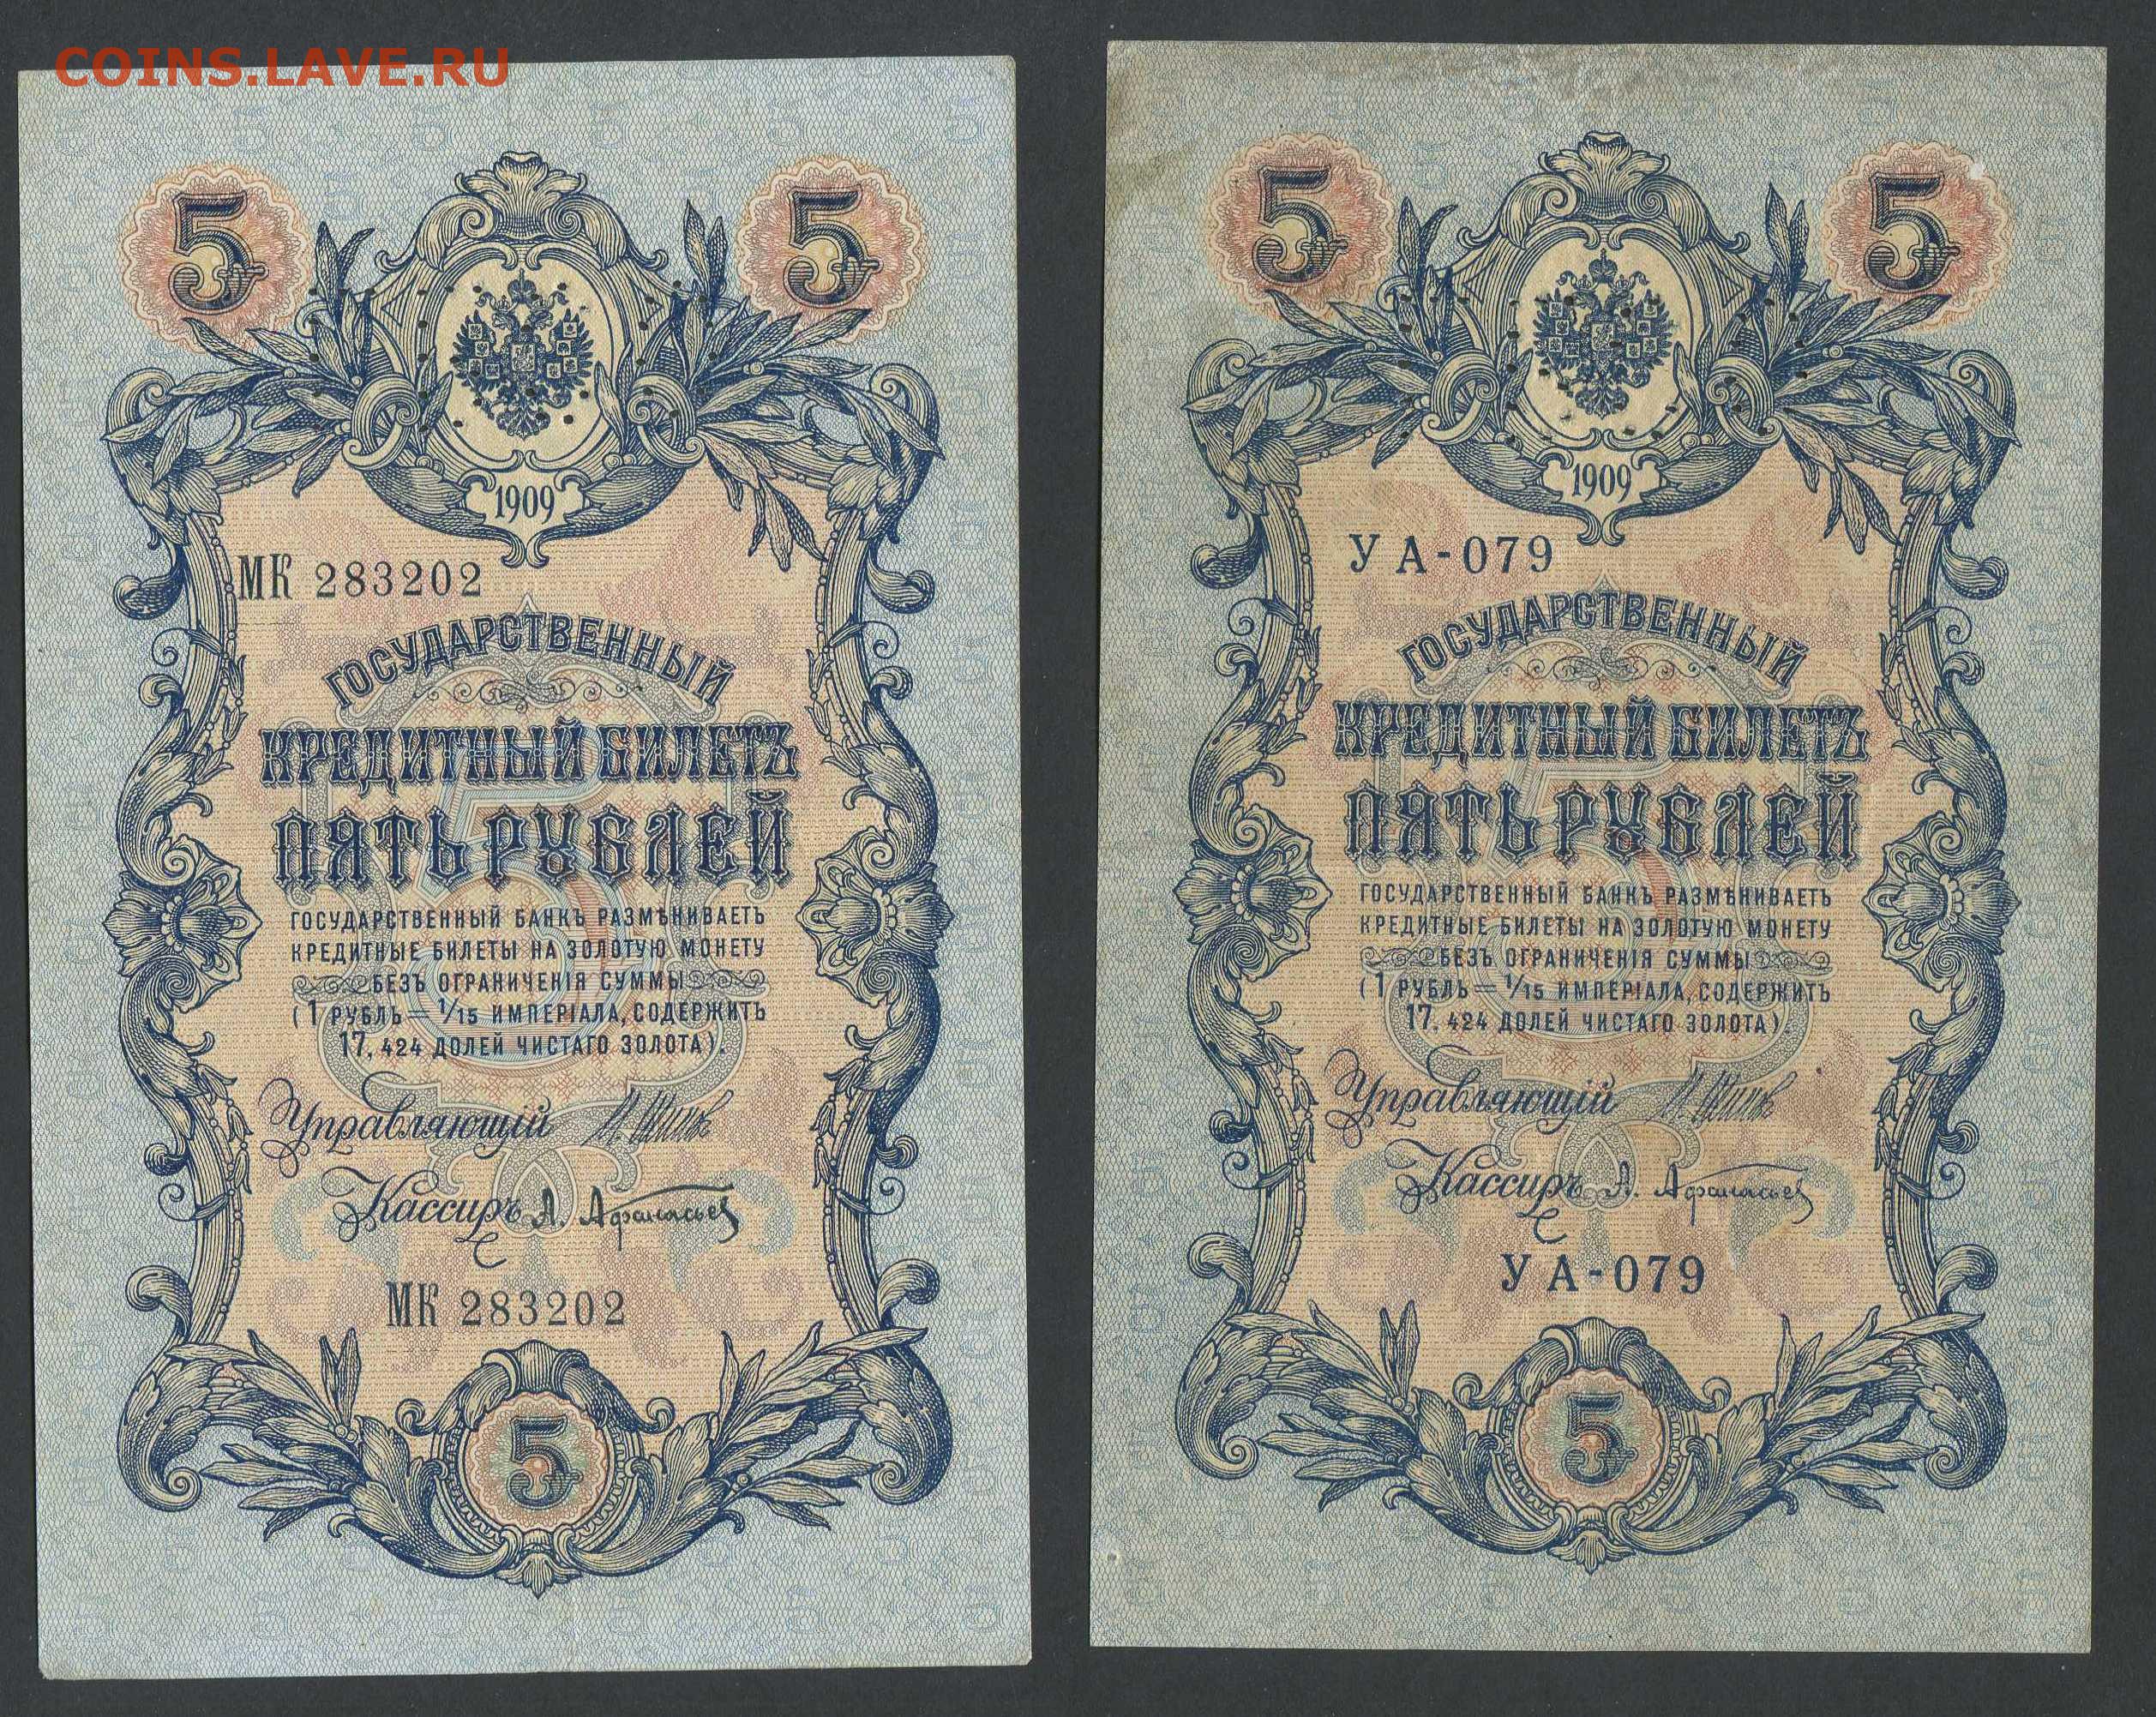 COINS.LAVE.RU
5 5
1909
МК 283202
ГОСУДАРСТВЕННЫЙ
КРЕДИТНЫЙ БИЛЕТЪ
ПЯТЬ РУБЛЕЙ
ГОСУДАРСТВЕННЫЙ БАНКЪ РАЗМѢНИВАЕТЪ
КРЕДИТНЫЕ БИЛЕТЫ НА ЗОЛОТУЮ МОНЕТУ
БЕЗЪ ОГРАНИЧЕНІЯ СУММЫ
(1 РУБЛЬ = 1/15 ИМПЕРІАЛА, СОДЕРЖИТЪ
17,424 ДОЛЕЙ ЧИСТАГО ЗОЛОТА).
Управляющій И. Шипов
Кассиръ А. Афанасьев
МК 283202
5
5 5
1909
УА-079
ГОСУДАРСТВЕННЫЙ
КРЕДИТНЫЙ БИЛЕТЪ
ПЯТЬ РУБЛЕЙ
ГОСУДАРСТВЕННЫЙ БАНКЪ РАЗМѢНИВАЕТЪ
КРЕДИТНЫЕ БИЛЕТЫ НА ЗОЛОТУЮ МОНЕТУ
БЕЗЪ ОГРАНИЧЕНІЯ СУММЫ
(1 РУБЛЬ = 1/15 ИМПЕРІАЛА, СОДЕРЖИТЪ
17,424 ДОЛЕЙ ЧИСТАГО ЗОЛОТА).
Управляющій И. Шипов
Кассиръ А. Афанасьев
УА-079
5